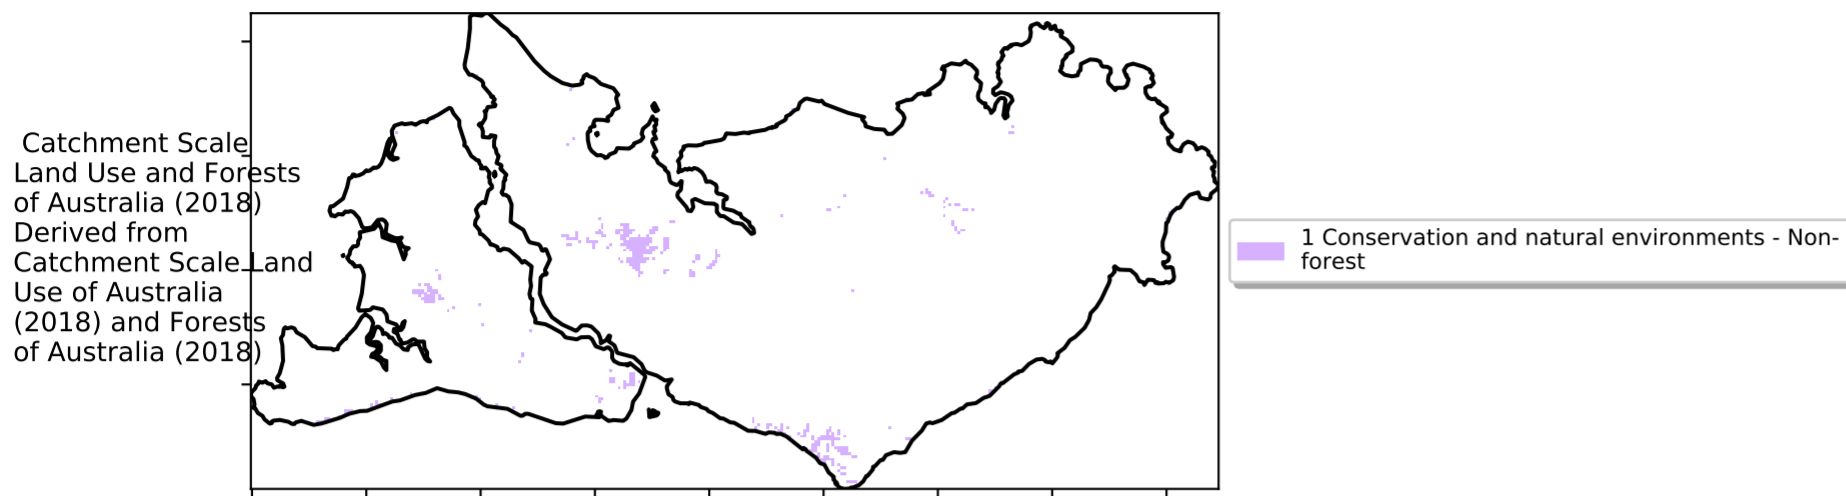 Catchment Scale
Land Use and Forests
of Australia (2018)
Derived from
Catchment Scale Land
Use of Australia
(2018) and Forests
of Australia (2018)
1 Conservation and natural environments - Non-
forest